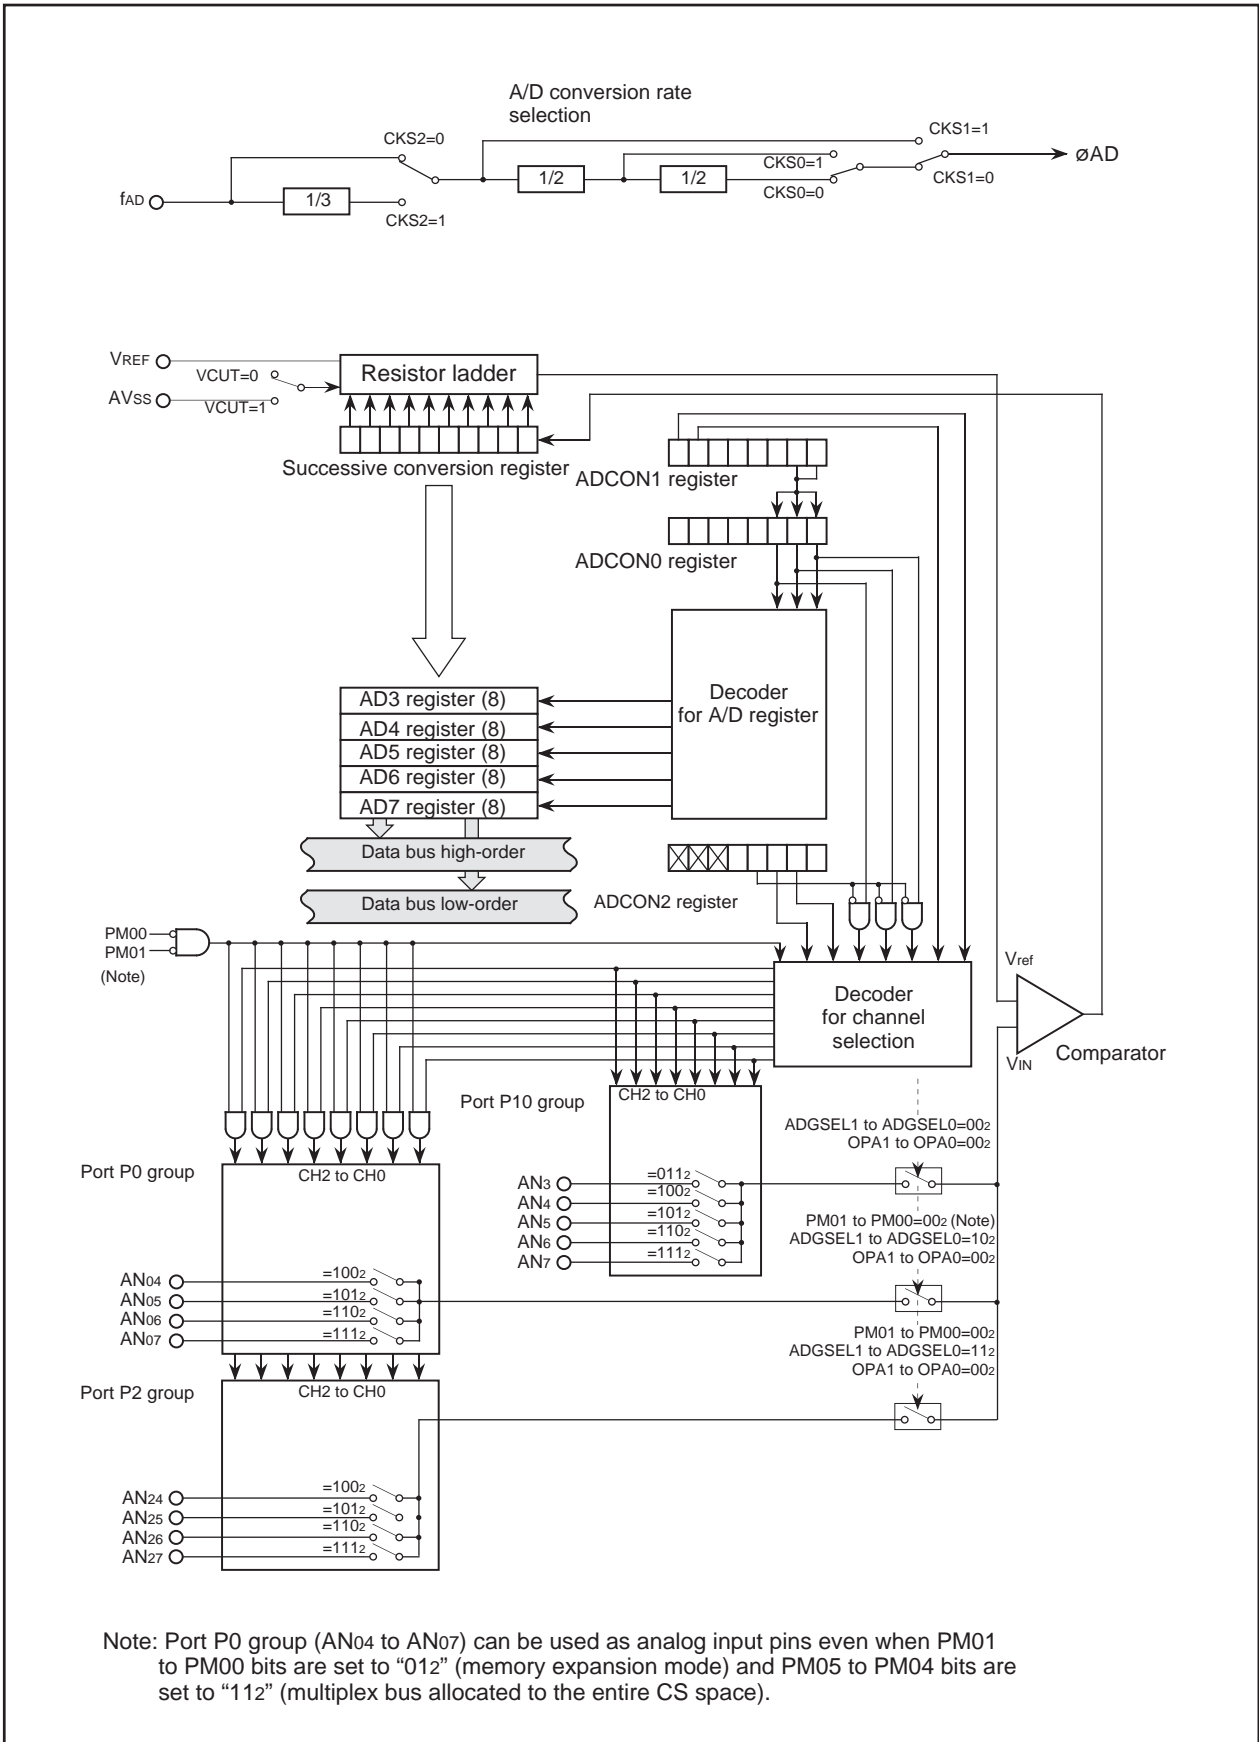 A/D conversion rate
selection
CKS2=0
CKS1=1
CKS0=1
øAD
fAD
1/3
1/2
1/2
CKS0=0
CKS1=0
CKS2=1
VREF
VCUT=0
Resistor ladder
AVSS
VCUT=1
Successive conversion register
ADCON1 register
ADCON0 register
Decoder
for A/D register
AD3 register (8)
AD4 register (8)
AD5 register (8)
AD6 register (8)
AD7 register (8)
Data bus high-order
Data bus low-order
ADCON2 register
PM00
PM01
(Note)
Decoder
for channel
selection
Vref
VIN
Comparator
Port P10 group
CH2 to CH0
ADGSEL1 to ADGSEL0=002
OPA1 to OPA0=002
Port P0 group
CH2 to CH0
AN3
=0112
AN4
=1002
AN5
=1012
AN6
=1102
AN7
=1112
PM01 to PM00=002 (Note)
ADGSEL1 to ADGSEL0=102
OPA1 to OPA0=002
AN04
=1002
AN05
=1012
AN06
=1102
AN07
=1112
PM01 to PM00=002
ADGSEL1 to ADGSEL0=112
OPA1 to OPA0=002
Port P2 group
CH2 to CH0
AN24
=1002
AN25
=1012
AN26
=1102
AN27
=1112
Note: Port P0 group (AN04 to AN07) can be used as analog input pins even when PM01
to PM00 bits are set to “012” (memory expansion mode) and PM05 to PM04 bits are
set to “112” (multiplex bus allocated to the entire CS space).